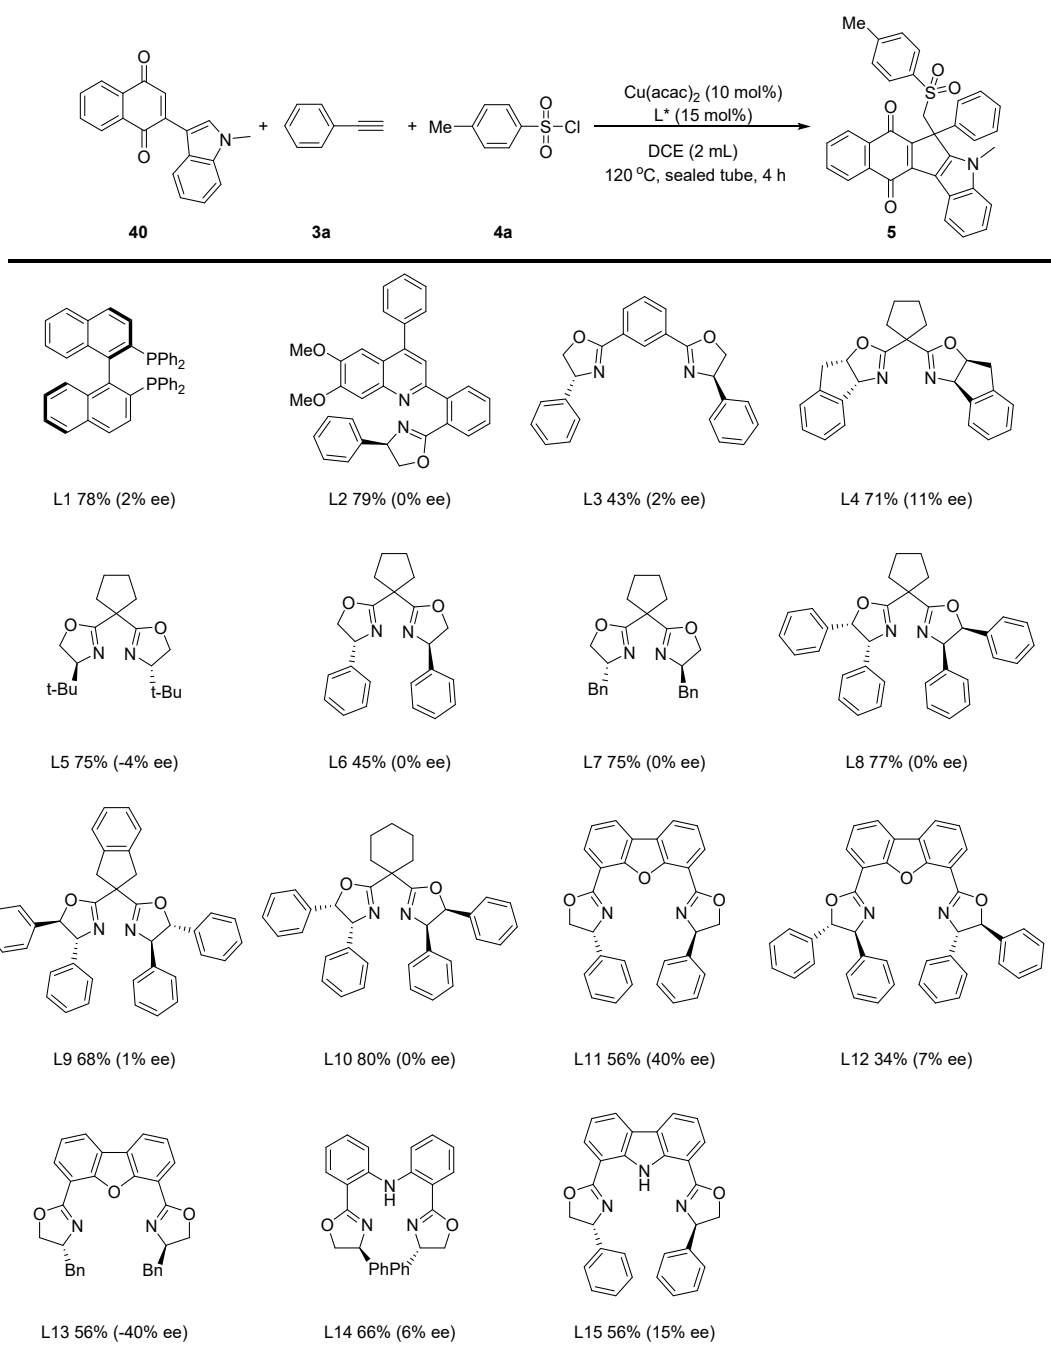 O
O
N
+
+
Me
O
S
Cl
O
Cu(acac)2 (10 mol%)
L* (15 mol%)
DCE (2 mL)
120 °C, sealed tube, 4 h
Me
O
S
O
O
N
O
40
3a
4a
5
PPh2
PPh2
MeO
MeO
N
N
O
O
N
O
N
O
N
O
N
L1 78% (2% ee)
L2 79% (0% ee)
L3 43% (2% ee)
L4 71% (11% ee)
O
N
O
N
t-Bu
t-Bu
O
N
O
N
O
N
O
N
Bn
Bn
O
N
O
N
L5 75% (-4% ee)
L6 45% (0% ee)
L7 75% (0% ee)
L8 77% (0% ee)
O
N
O
N
O
N
O
N
O
O
N
O
N
O
O
N
O
N
L9 68% (1% ee)
L10 80% (0% ee)
L11 56% (40% ee)
L12 34% (7% ee)
O
O
N
O
N
Bn
Bn
N
H
O
N
O
N
PhPh
N
H
O
N
O
N
L13 56% (-40% ee)
L14 66% (6% ee)
L15 56% (15% ee)